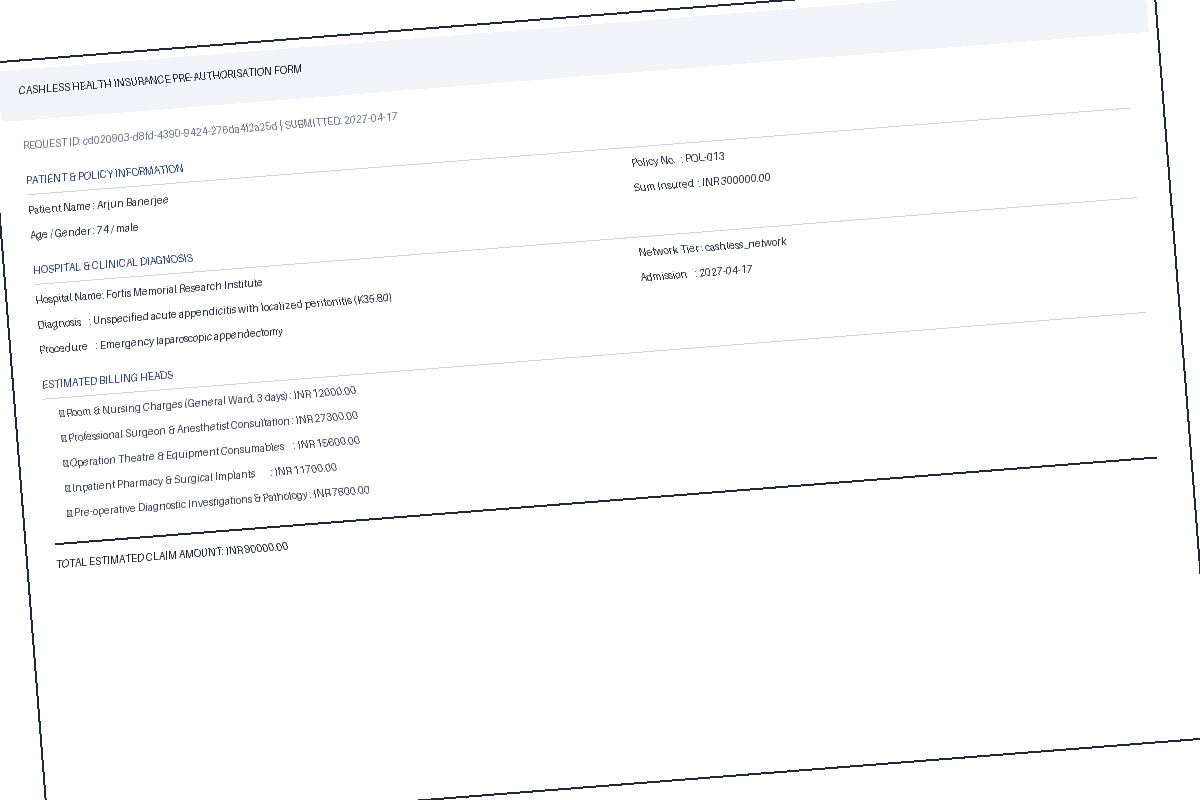 CASHLESS HEALTH INSURANCE PRE-AUTHORISATION FORM
REQUEST ID: cd020903-d8fd-4390-9424-276da4f2a25d | SUBMITTED: 2027-04-17
PATIENT & POLICY INFORMATION
Patient Name : Arjun Banerjee
Policy No. : POL-013
Age / Gender : 74 / male
Sum Insured : INR 300000.00
HOSPITAL & CLINICAL DIAGNOSIS
Hospital Name: Fortis Memorial Research Institute
Network Tier : cashless_network
Diagnosis : Unspecified acute appendicitis with localized peritonitis (K35.80)
Admission : 2027-04-17
Procedure : Emergency laparoscopic appendectomy
ESTIMATED BILLING HEADS
Room & Nursing Charges (General Ward, 3 days) : INR 12000.00
Professional Surgeon & Anesthetist Consultation : INR 27300.00
Operation Theatre & Equipment Consumables : INR 15600.00
Inpatient Pharmacy & Surgical Implants : INR 11700.00
Pre-operative Diagnostic Investigations & Pathology : INR 7800.00
TOTAL ESTIMATED CLAIM AMOUNT: INR 90000.00